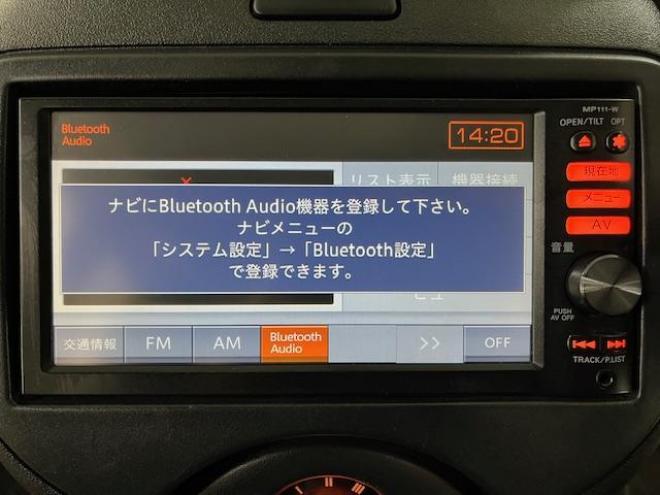 MP111-W
OPEN/TILT OPT
Bluetooth
Audio
14:20
現在地
メニュー
AV
リスト表示 機器接続
ナビにBluetooth Audio機器を登録して下さい。
ナビメニューの
「システム設定」→「Bluetooth設定」
で登録できます。
音量
PUSH
AV OFF
交通情報 FM AM Bluetooth Audio >> OFF
TRACK/P.LIST